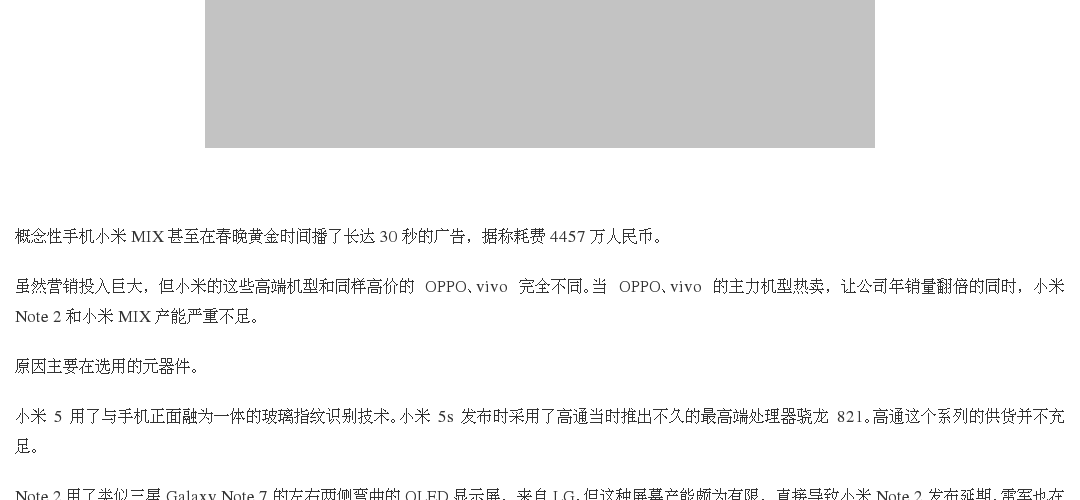 概念性手机小米 MIX 甚至在春晚黄金时间播了长达 30 秒的广告，据称耗费 4457 万人民币。
虽然营销投入巨大，但小米的这些高端机型和同样高价的 OPPO、vivo 完全不同。当 OPPO、vivo 的主力机型热卖，让公司年销量翻倍的同时，小米
Note 2 和小米 MIX 产能严重不足。
原因主要在选用的元器件。
小米 5 用了与手机正面融为一体的玻璃指纹识别技术。小米 5s 发布时采用了高通当时推出不久的最高端处理器骁龙 821。高通这个系列的供货并不充
足。
Note 2 用了类似三星 Galaxy Note 7 的左右两侧弯曲的 OLED 显示屏，来自 LG。但这种屏幕产能颇为有限，直接导致小米 Note 2 发布延期。雷军也在